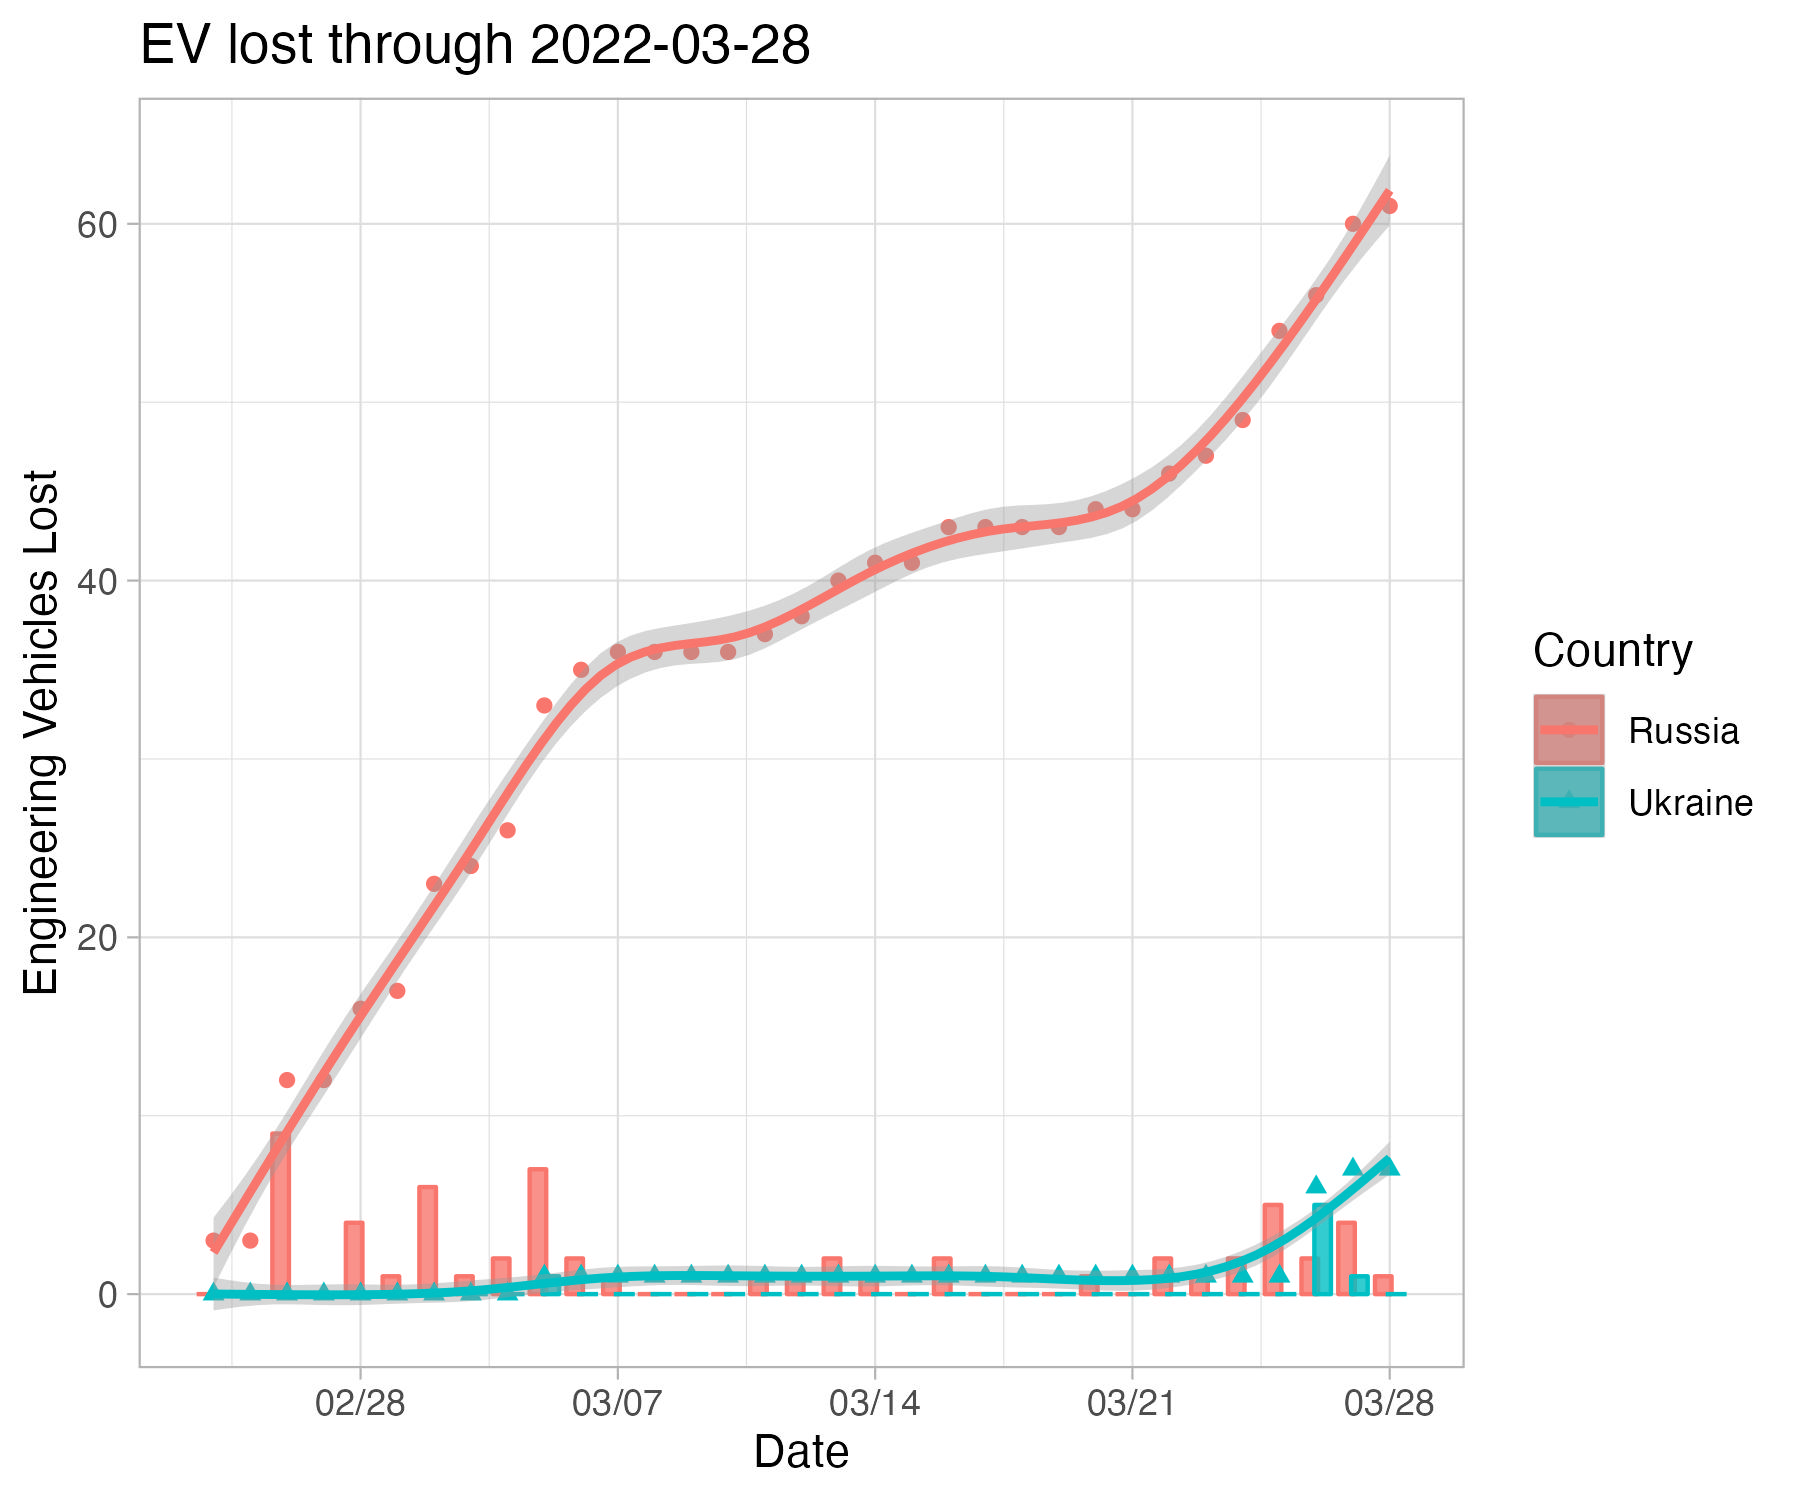 EV lost through 2022-03-28
Engineering Vehicles Lost
60
40
20
0
02/28 03/07 03/14 03/21 03/28
Date
Country
Russia
Ukraine